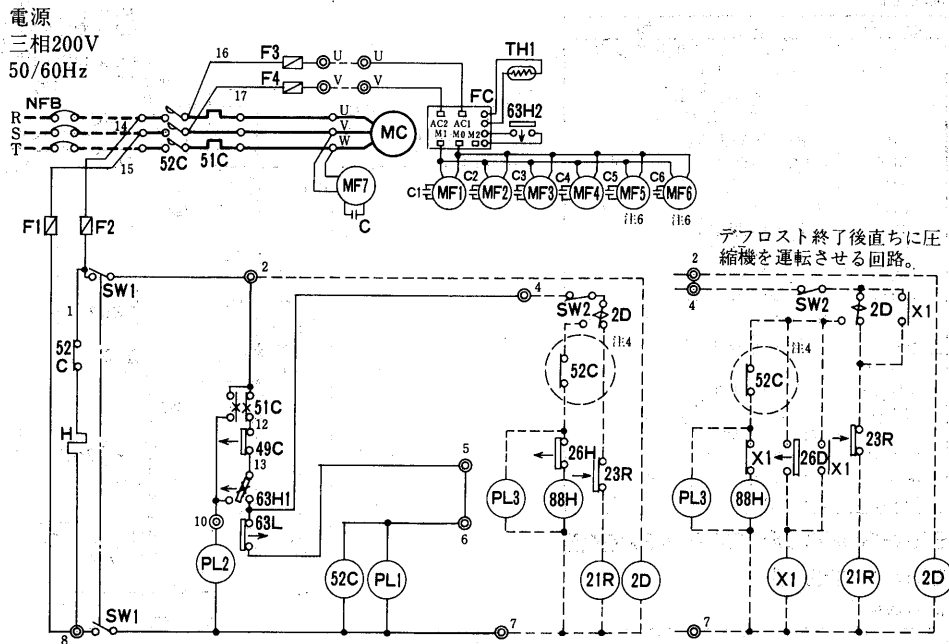 電源
三相200V
50/60Hz
16
F3
U
U
TH1
F4
V
V
17
FC
63H2
NFB
R
S
T
14
15
52C
51C
U
V
W
MC
AC2
AC1
M1
M0
M2
MF7
C
C1
MF1
C2
MF2
C3
MF3
C4
MF4
C5
MF5
C6
MF6
注6
注6
F1
F2
デフロスト終了後直ちに圧
縮機を運転させる回路。
SW1
2
4
SW2
2D
注4
52C
2
4
SW2
2D
X1
注4
52C
1
52
C
H
51C
12
49C
13
63H1
63L
10
PL2
5
6
52C
PL1
26H
23R
PL3
88H
21R
2D
X1
26D
X1
23R
PL3
88H
X1
21R
2D
SW1
8
7
7